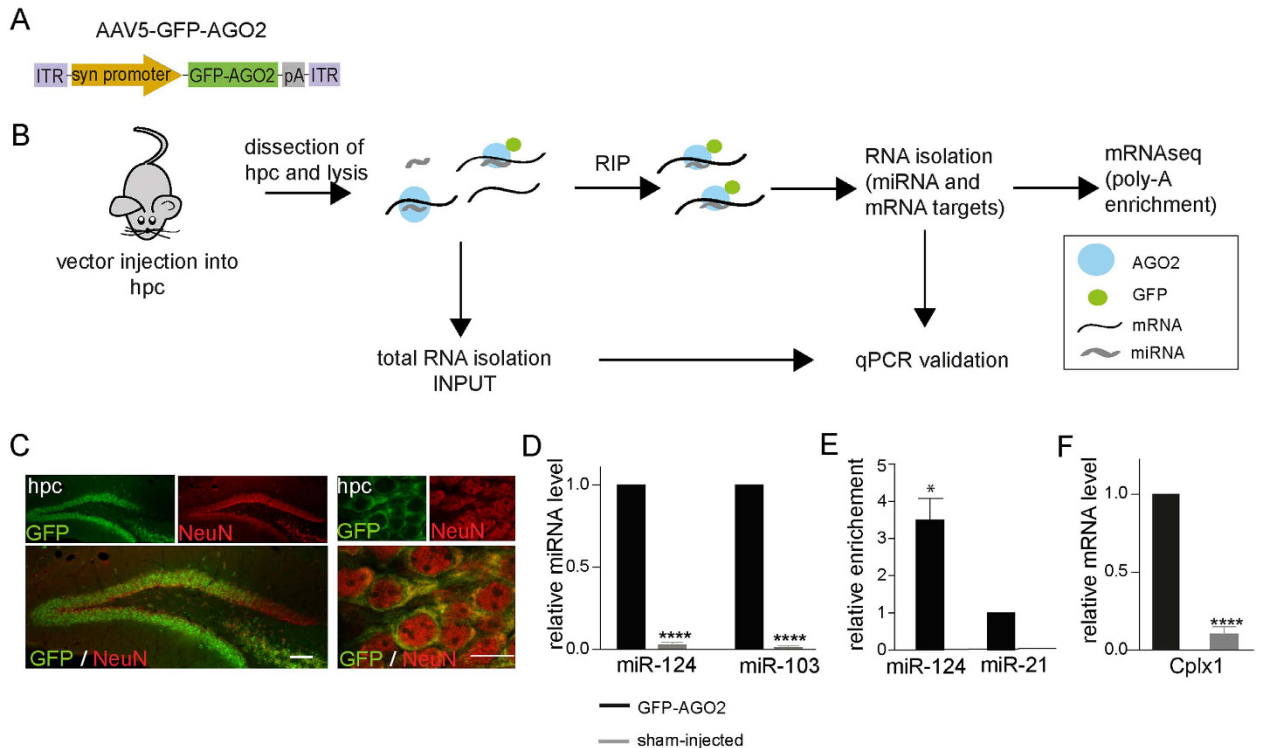 A
AAV5-GFP-AGO2
ITR syn promoter GFP-AGO2 pA ITR
B
dissection of
hpc and lysis
vector injection into
hpc
RIP
RNA isolation
(miRNA and
mRNA targets)
mRNAseq
(poly-A
enrichment)
total RNA isolation
INPUT
qPCR validation
AGO2
GFP
mRNA
miRNA
C
hpc
GFP
NeuN
GFP / NeuN
hpc
GFP
NeuN
GFP / NeuN
D
relative miRNA level
1.0
0.5
0.0
****
****
miR-124
miR-103
GFP-AGO2
sham-injected
E
relative enrichement
5
4
3
2
1
0
*
miR-124
miR-21
F
relative mRNA level
1.0
0.5
0.0
****
Cplx1